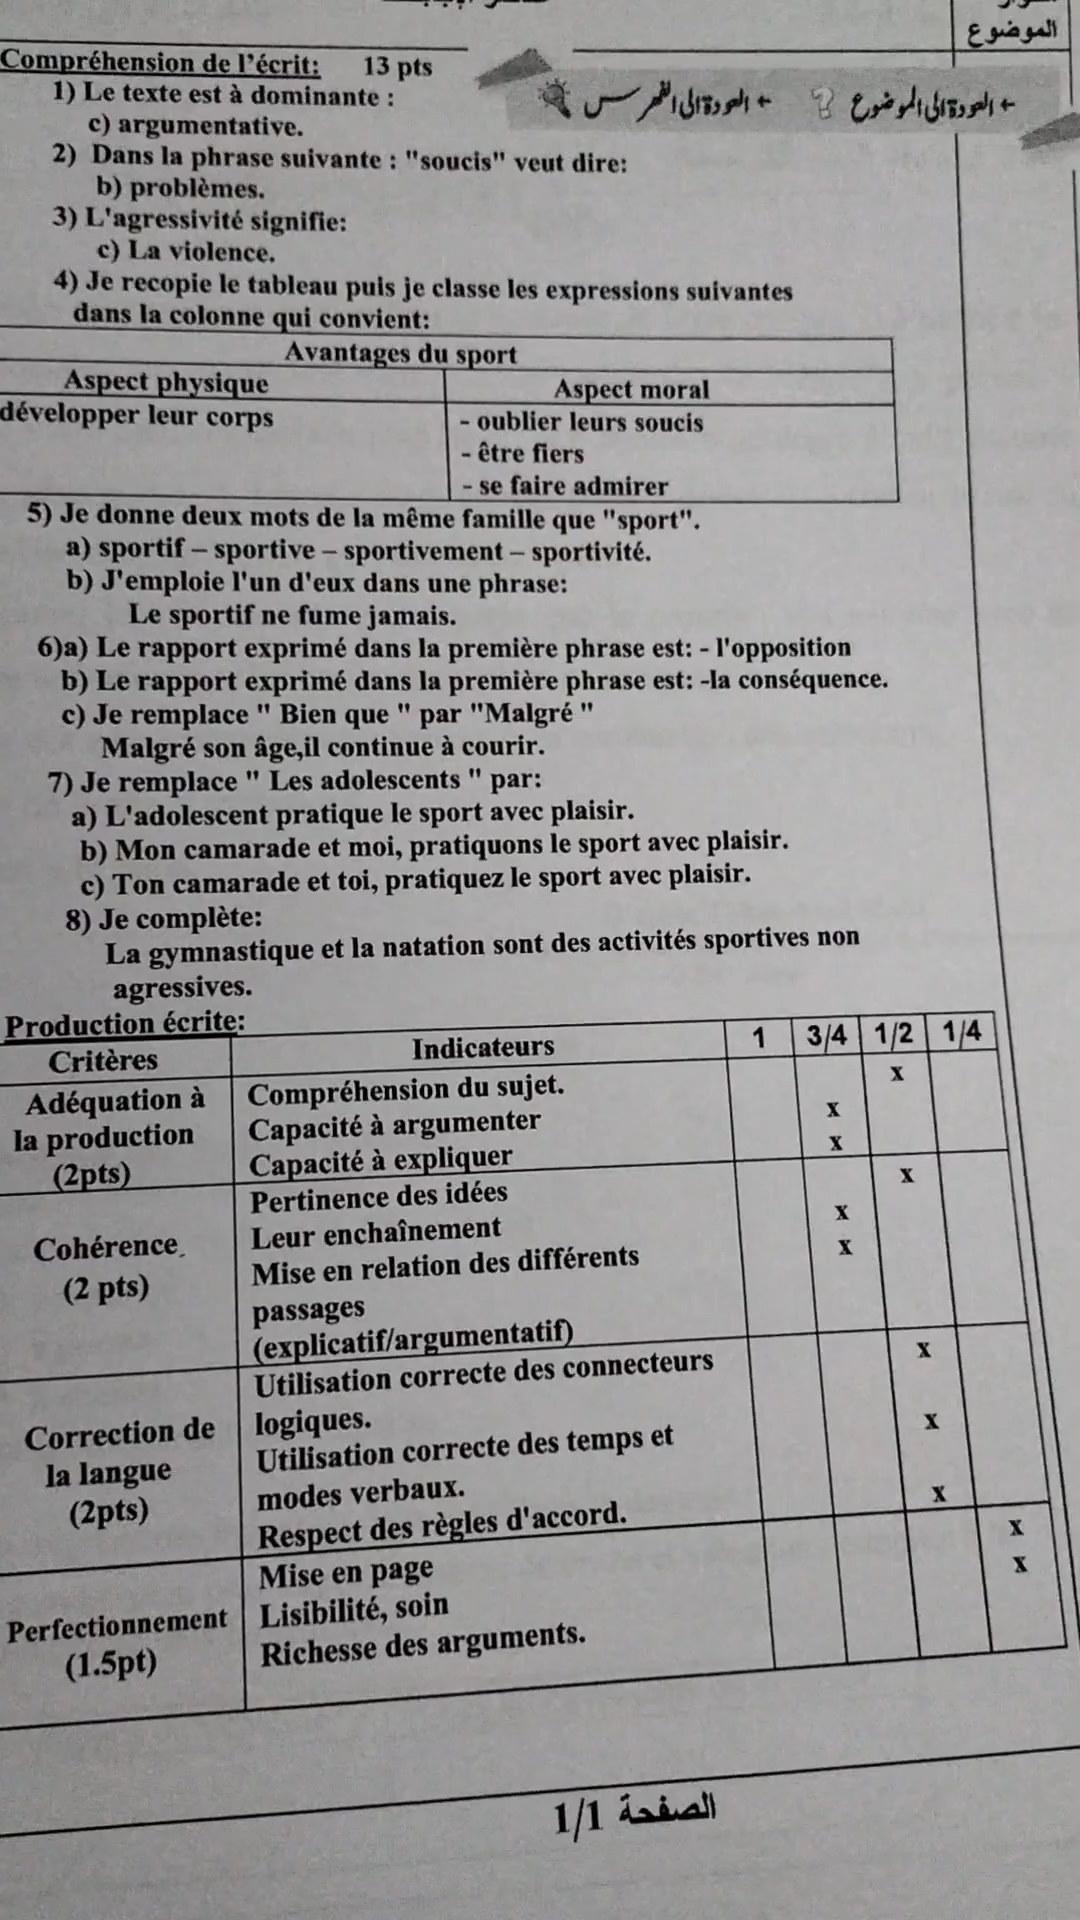 الموضوع
Compréhension de l'écrit: 13 pts
← العودة الى الموضوع ? ← العودة الى الفهرس
1) Le texte est à dominante :
c) argumentative.
2) Dans la phrase suivante : "soucis" veut dire:
b) problèmes.
3) L'agressivité signifie:
c) La violence.
4) Je recopie le tableau puis je classe les expressions suivantes
dans la colonne qui convient:
Avantages du sport
Aspect physique Aspect moral
développer leur corps - oublier leurs soucis
- être fiers
- se faire admirer
5) Je donne deux mots de la même famille que "sport".
a) sportif – sportive – sportivement – sportivité.
b) J'emploie l'un d'eux dans une phrase:
Le sportif ne fume jamais.
6)a) Le rapport exprimé dans la première phrase est: - l'opposition
b) Le rapport exprimé dans la première phrase est: -la conséquence.
c) Je remplace " Bien que " par "Malgré "
Malgré son âge,il continue à courir.
7) Je remplace " Les adolescents " par:
a) L'adolescent pratique le sport avec plaisir.
b) Mon camarade et moi, pratiquons le sport avec plaisir.
c) Ton camarade et toi, pratiquez le sport avec plaisir.
8) Je complète:
La gymnastique et la natation sont des activités sportives non
agressives.
Production écrite:
Critères Indicateurs 1 3/4 1/2 1/4
Adéquation à Compréhension du sujet. x
la production Capacité à argumenter x
(2pts) Capacité à expliquer x
Pertinence des idées x
Cohérence. Leur enchaînement x
(2 pts) Mise en relation des différents x
passages
(explicatif/argumentatif)
Utilisation correcte des connecteurs x
Correction de logiques.
la langue Utilisation correcte des temps et x
(2pts) modes verbaux.
Respect des règles d'accord. x
Mise en page x
Perfectionnement Lisibilité, soin x
(1.5pt) Richesse des arguments.
الصفحة 1/1